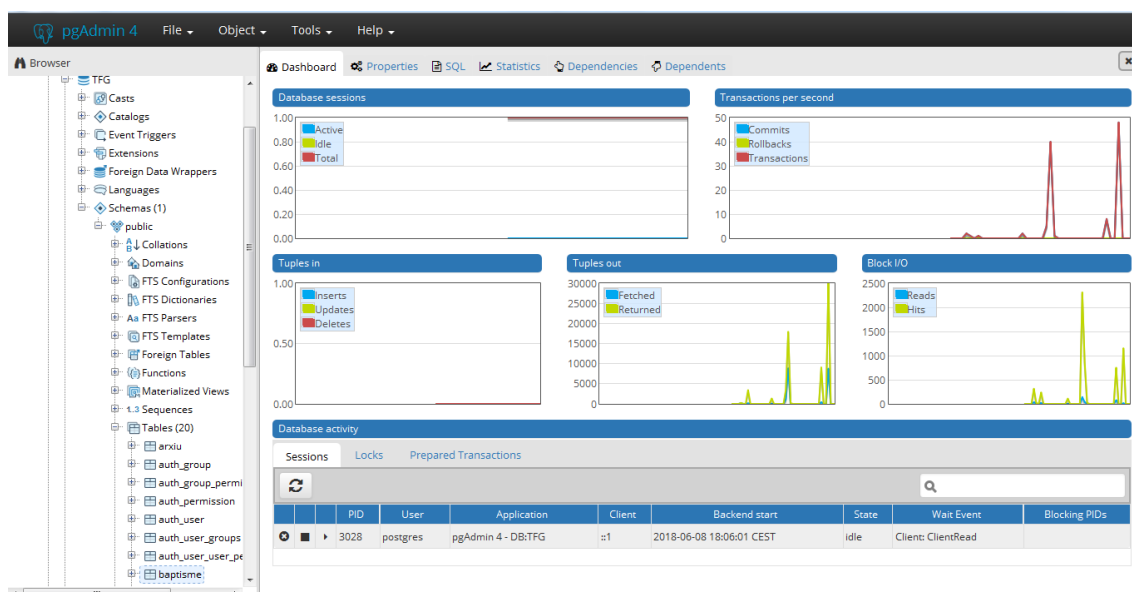 pgAdmin 4 File Object Tools Help
Browser
TFG
Casts
Catalogs
Event Triggers
Extensions
Foreign Data Wrappers
Languages
Schemas (1)
public
Collations
Domains
FTS Configurations
FTS Dictionaries
Aa FTS Parsers
FTS Templates
Foreign Tables
Functions
Materialized Views
1..3 Sequences
Tables (20)
arxiu
auth_group
auth_group_permi
auth_permission
auth_user
auth_user_groups
auth_user_user_pe
baptisme
Dashboard Properties SQL Statistics Dependencies Dependents
Database sessions
1.00
0.80
0.60
0.40
0.20
0.00
Active
Idle
Total
Transactions per second
50
40
30
20
10
0
Commits
Rollbacks
Transactions
Tuples in
1.00
0.50
0.00
Inserts
Updates
Deletes
Tuples out
30000
25000
20000
15000
10000
5000
0
Fetched
Returned
Block I/O
2500
2000
1500
1000
500
0
Reads
Hits
Database activity
Sessions Locks Prepared Transactions
PID User Application Client Backend start State Wait Event Blocking PIDs
3028 postgres pgAdmin 4 - DB:TFG ::1 2018-06-08 18:06:01 CEST idle Client: ClientRead